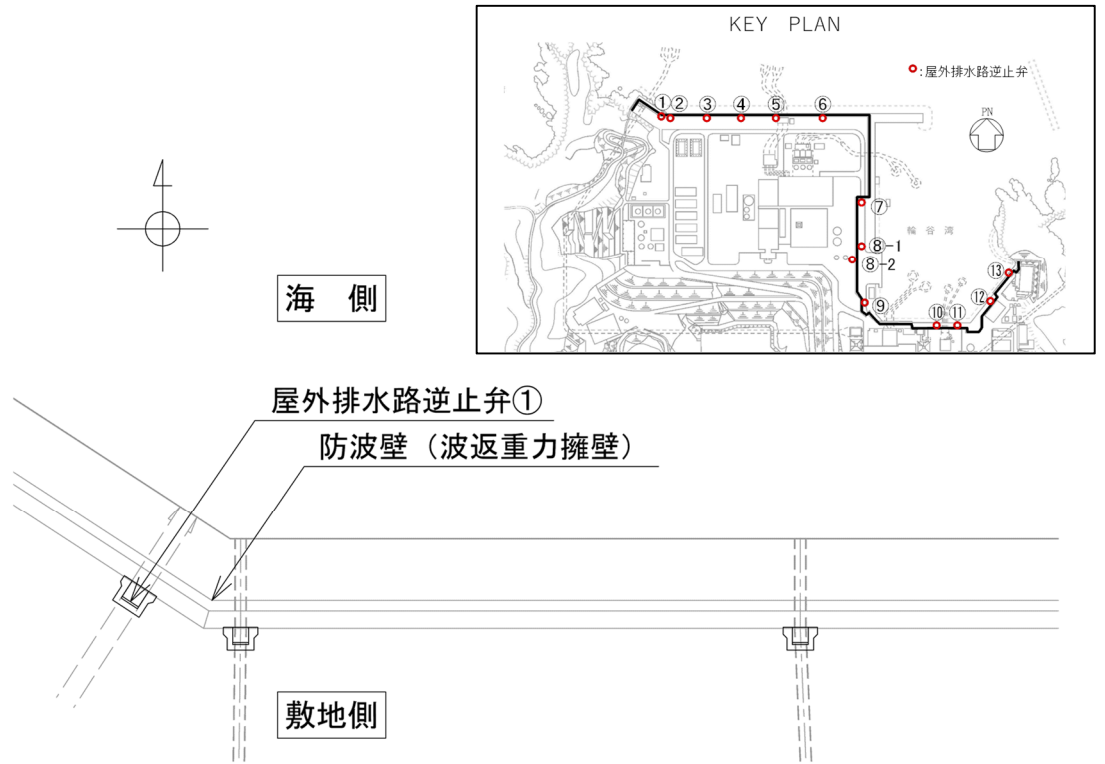 KEY PLAN
:屋外排水路逆止弁
PN
① ② ③ ④ ⑤ ⑥
⑦
輪谷湾
⑧-1
⑧-2
⑬
⑫
⑨
⑩ ⑪
海 側
屋外排水路逆止弁①
防波壁(波返重力擁壁)
敷地側